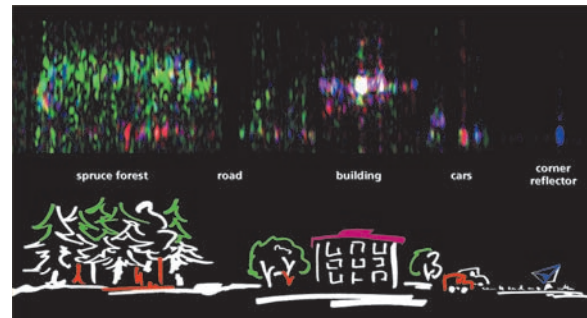 spruce forest
road
building
cars
corner
reflector